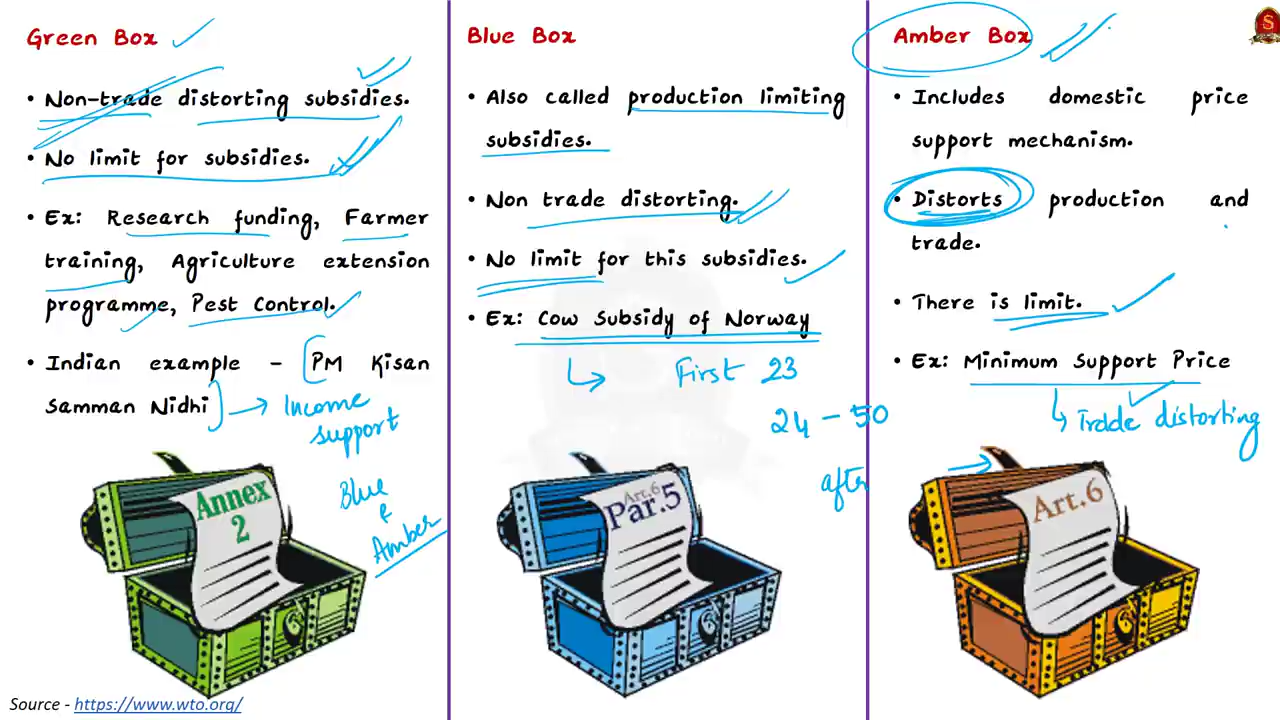 Green Box
• Non-trade distorting subsidies.
• No limit for subsidies.
• Ex: Research funding, Farmer
training, Agriculture extension
programme, Pest Control.
• Indian example - PM Kisan
Samman Nidhi
Income
support
Blue
&
Amber
Annex
2
Blue Box
• Also called production limiting
subsidies.
• Non trade distorting.
• No limit for this subsidies.
• Ex: Cow Subsidy of Norway
First 23
24 - 50
after
Art.6
Par.5
Amber Box
• Includes domestic price
support mechanism.
• Distorts production and
trade.
• There is limit.
• Ex: Minimum Support Price
Trade distorting
Art.6
S
Source - https://www.wto.org/